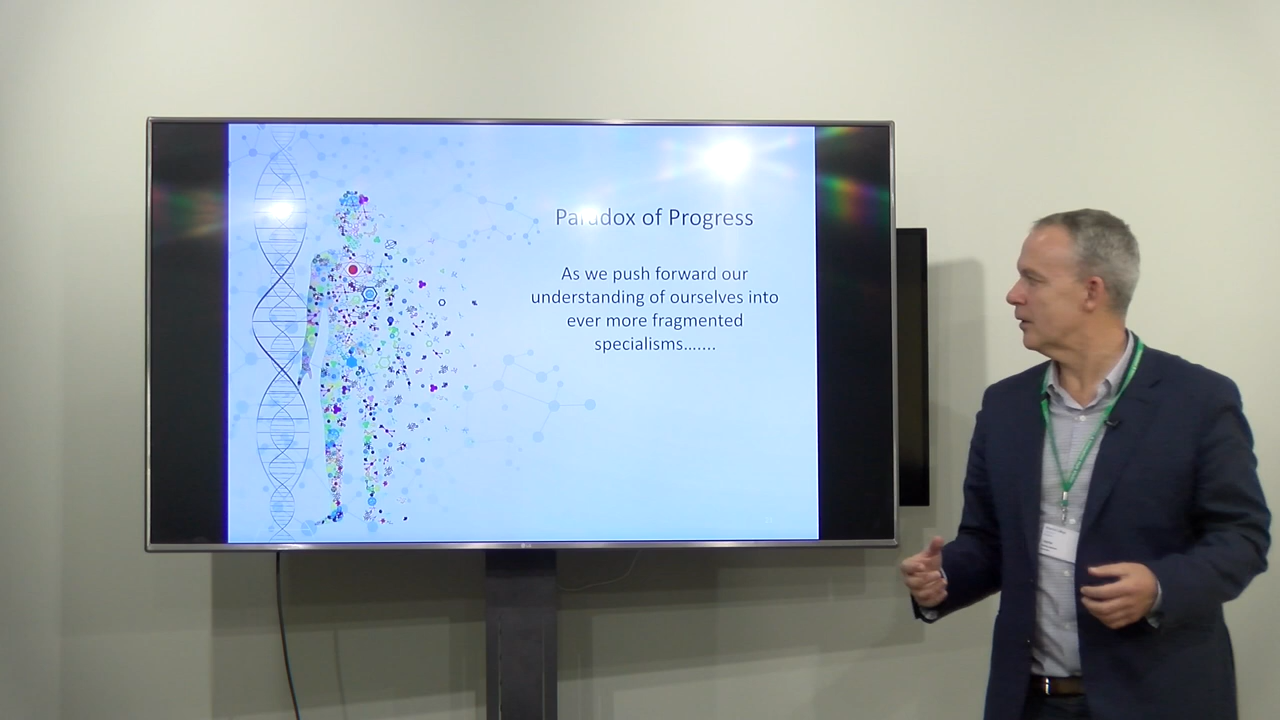 Paradox of Progress
As we push forward our
understanding of ourselves into
ever more fragmented
specialisms…....